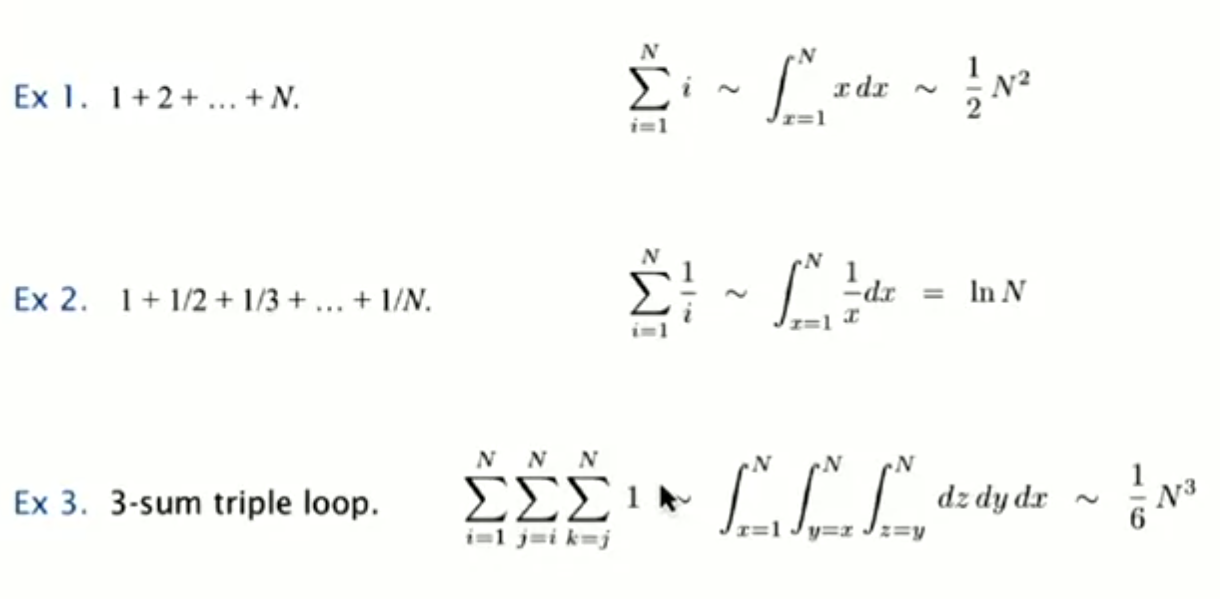 Ex 1. 1 + 2 + … + N. $\sum_{i=1}^{N} i \sim \int_{x=1}^{N} x\,dx \sim \frac{1}{2} N^2$
Ex 2. 1 + 1/2 + 1/3 + … + 1/N. $\sum_{i=1}^{N} \frac{1}{i} \sim \int_{x=1}^{N} \frac{1}{x} dx = \ln N$
Ex 3. 3-sum triple loop. $\sum_{i=1}^{N} \sum_{j=i}^{N} \sum_{k=j}^{N} 1 \sim \int_{x=1}^{N} \int_{y=x}^{N} \int_{z=y}^{N} dz\,dy\,dx \sim \frac{1}{6} N^3$